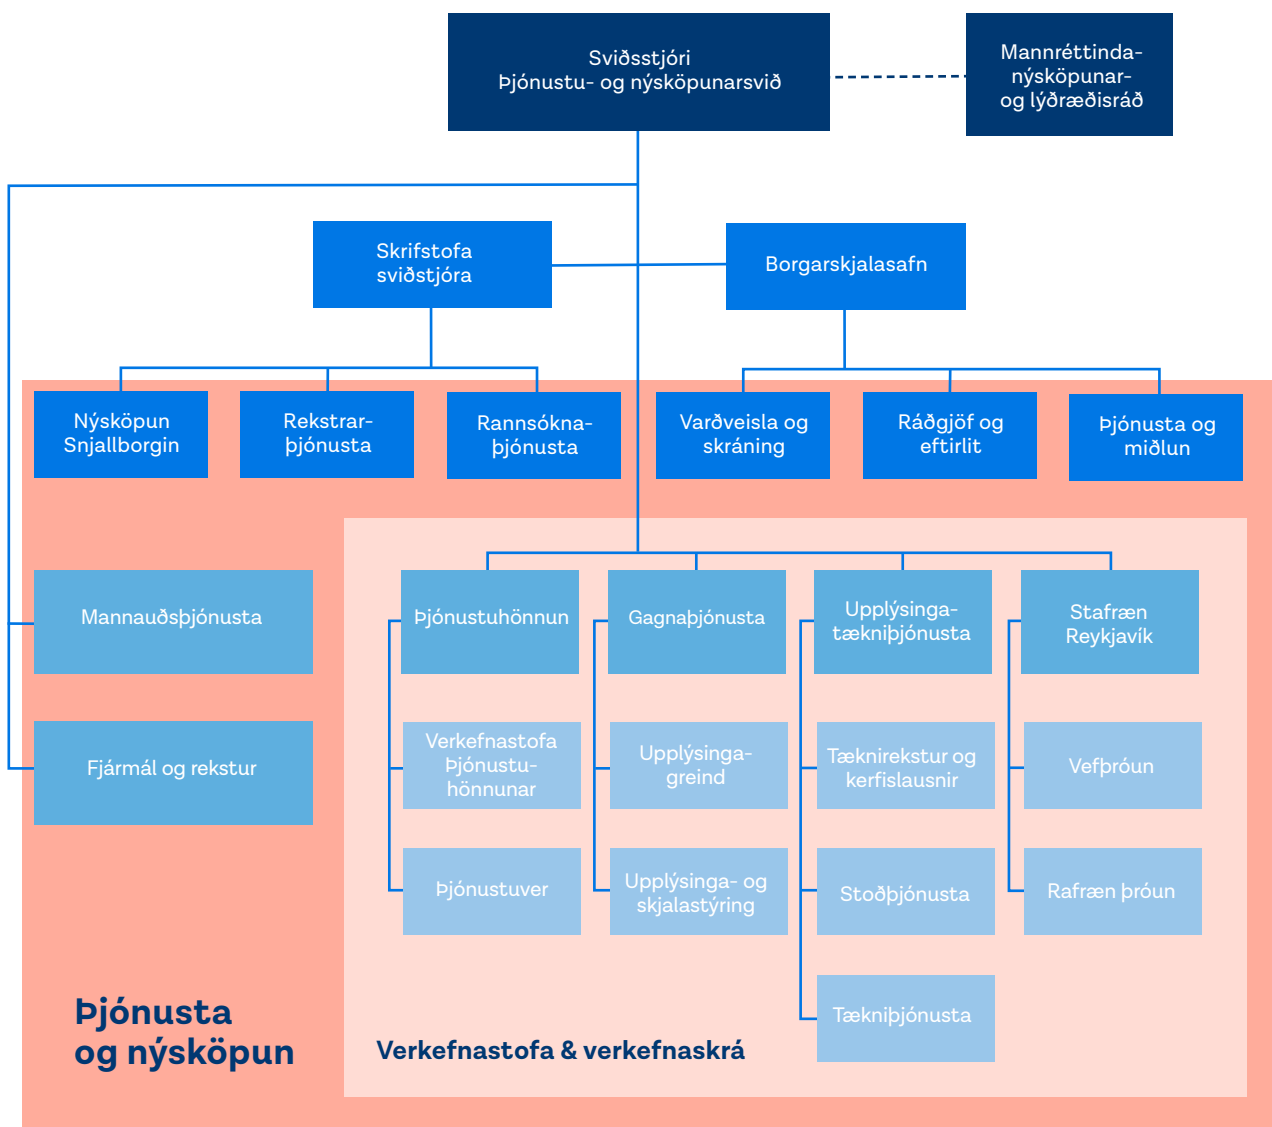 Sviðsstjóri
Þjónustu- og nýsköpunarsvið
Mannréttinda-
nýsköpunar-
og lýðræðisráð
Skrifstofa
sviðstjóra
Borgarskjalasafn
Nýsköpun
Snjallborgin
Rekstrar-
þjónusta
Rannsókna-
þjónusta
Varðveisla og
skráning
Ráðgjöf og
eftirlit
Þjónusta og
miðlun
Mannauðsþjónusta
Fjármál og rekstur
Þjónustuhönnun
Gagnaþjónusta
Upplýsinga-
tækniþjónusta
Stafræn
Reykjavík
Verkefnastofa
Þjónustu-
hönnunar
Upplýsinga-
greind
Tæknirekstur og
kerfislausnir
Vefþróun
Þjónustuver
Upplýsinga- og
skjalastýring
Stoðþjónusta
Rafræn þróun
Tækniþjónusta
Þjónusta
og nýsköpun
Verkefnastofa & verkefnaskrá